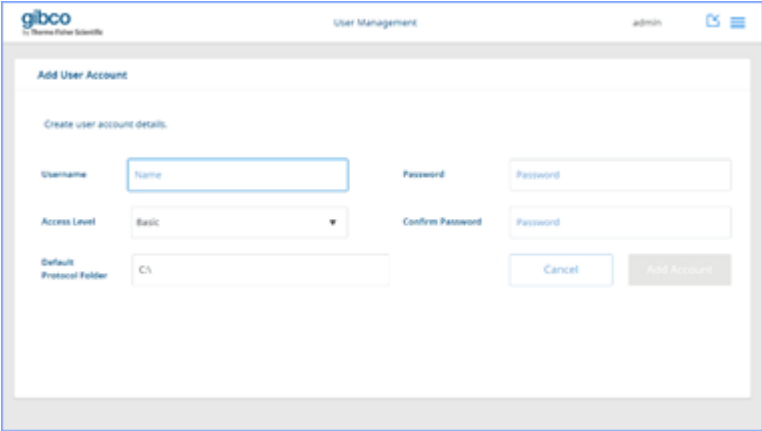 gibco
by Thermo Fisher Scientific
User Management
admin
Add User Account
Create user account details.
Username
Name
Password
Password
Access Level
Basic
Confirm Password
Password
Default
Protocol Folder
C:\
Cancel
Add Account